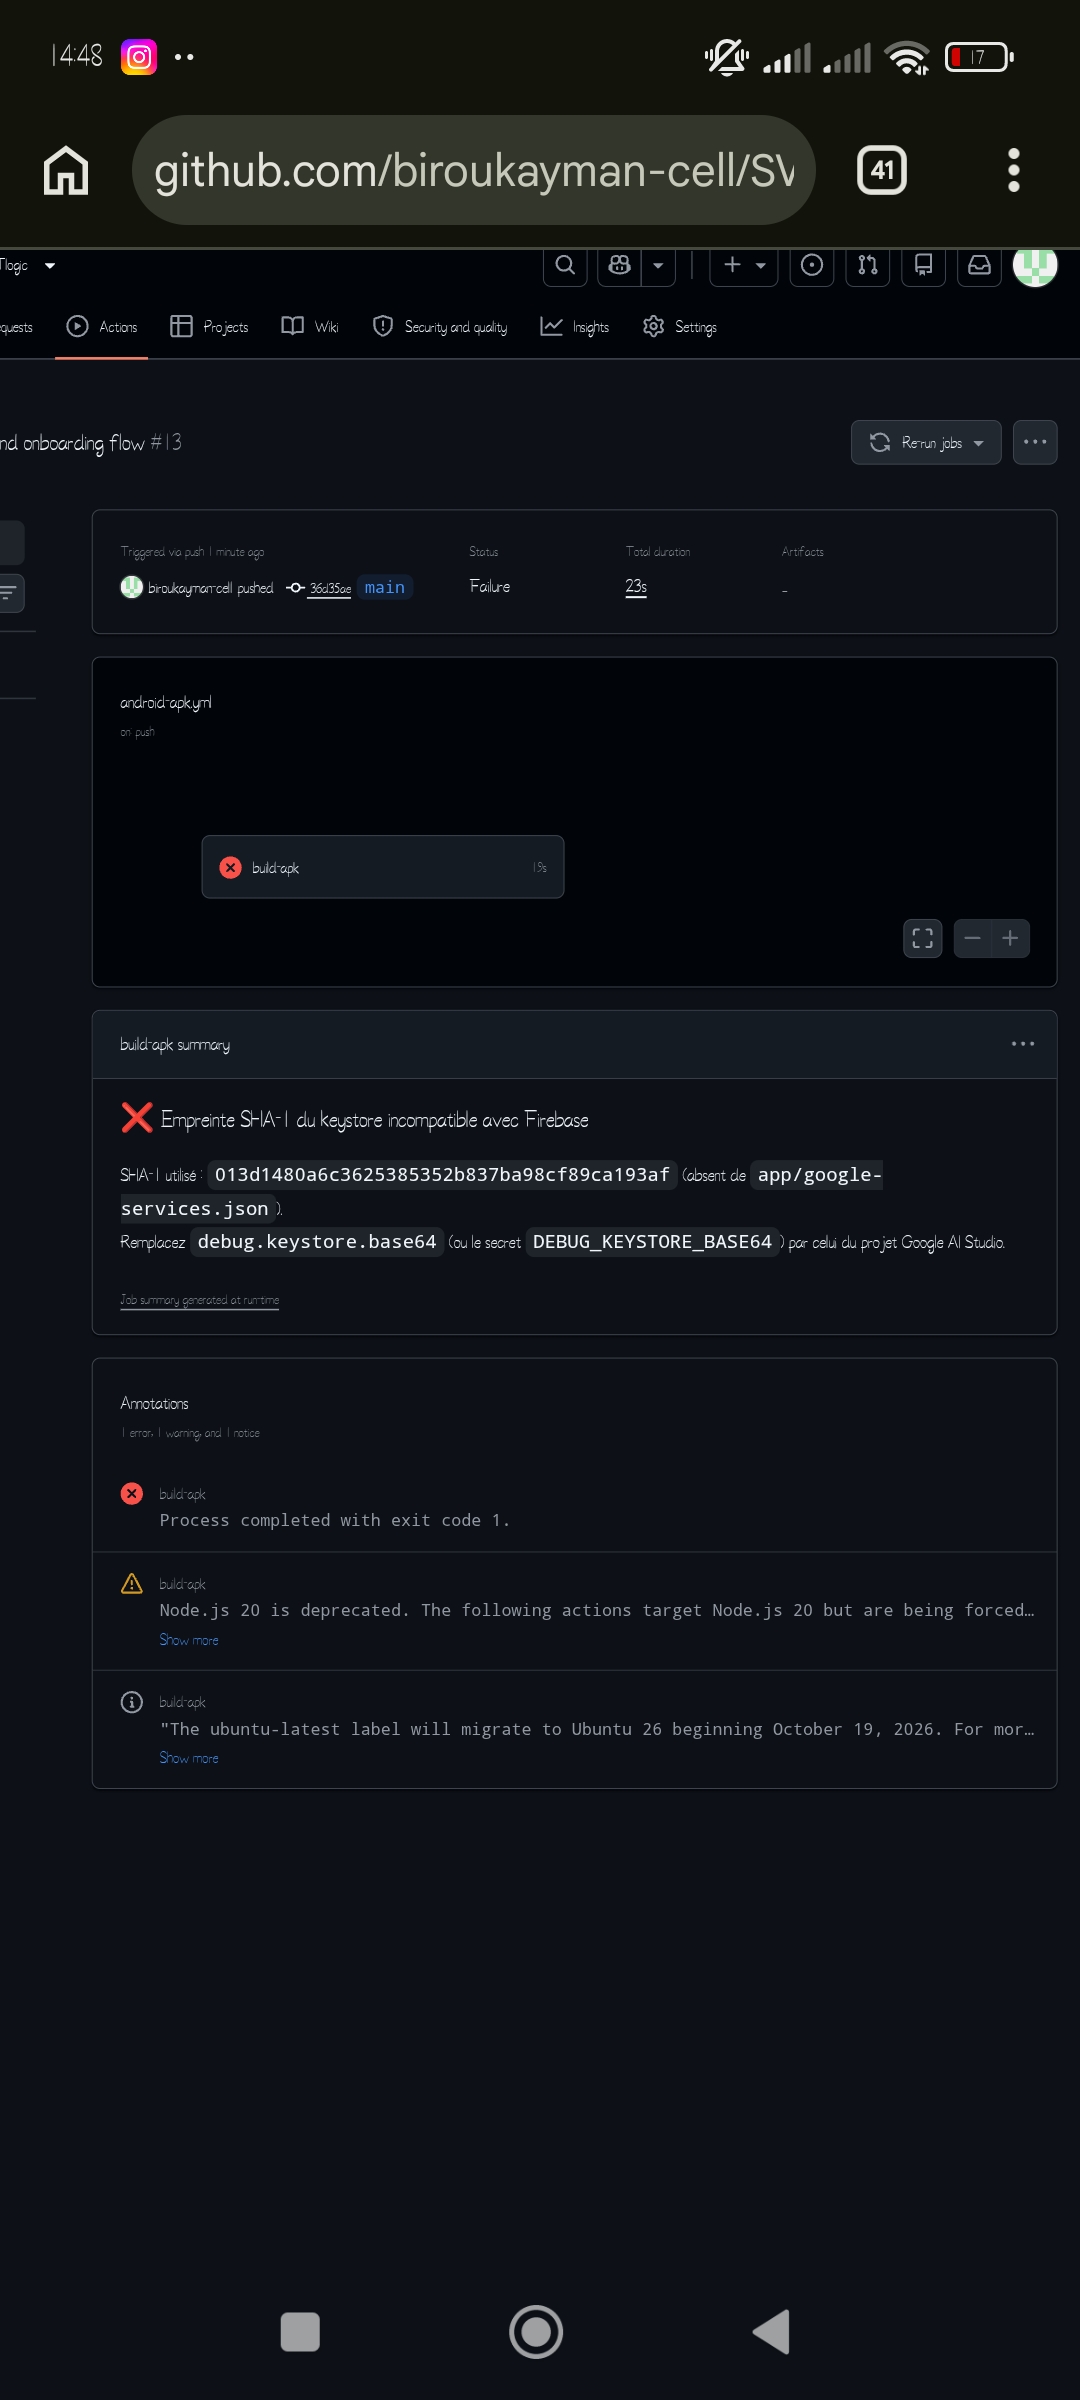 14:48
17
github.com/biroukayman-cell/SV
41
Tlogic
equests
Actions
Projects
Wiki
Security and quality
Insights
Settings
nd onboarding flow #13
Re-run jobs
Triggered via push 1 minute ago
Status
Total duration
Artifacts
biroukayman-cell pushed 36d35ae main
Failure
23s
-
android-apk.yml
on: push
build-apk 19s
build-apk summary
❌ Empreinte SHA-1 du keystore incompatible avec Firebase
SHA-1 utilisé : 013d1480a6c3625385352b837ba98cf89ca193af (absent de app/google-
services.json ).
Remplacez debug.keystore.base64 (ou le secret DEBUG_KEYSTORE_BASE64 ) par celui du projet Google AI Studio.
Job summary generated at run-time
Annotations
1 error, 1 warning, and 1 notice
build-apk
Process completed with exit code 1.
build-apk
Node.js 20 is deprecated. The following actions target Node.js 20 but are being forced…
Show more
build-apk
"The ubuntu-latest label will migrate to Ubuntu 26 beginning October 19, 2026. For mor…
Show more